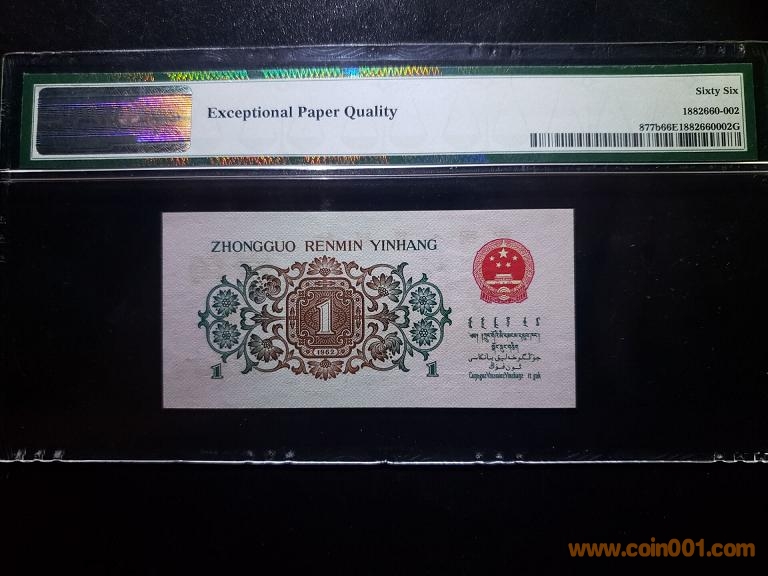 Exceptional Paper Quality
Sixty Six
1882660-002
877b66E1882660002G
ZHONGGUO RENMIN YINHANG
1
1962
1 1
www.coin001.com